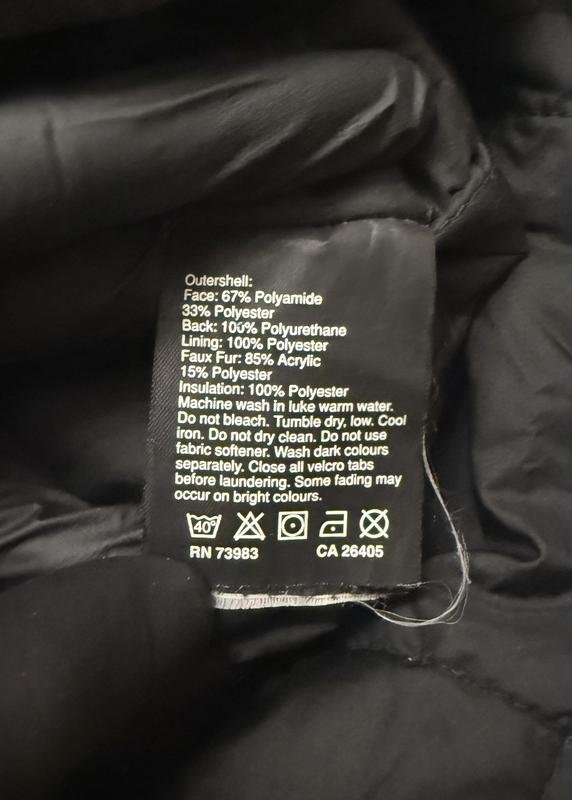 Outershell:
Face: 67% Polyamide
33% Polyester
Back: 100% Polyurethane
Lining: 100% Polyester
Faux Fur: 85% Acrylic
15% Polyester
Insulation: 100% Polyester
Machine wash in luke warm water.
Do not bleach. Tumble dry, low. Cool
iron. Do not dry clean. Do not use
fabric softener. Wash dark colours
separately. Close all velcro tabs
before laundering. Some fading may
occur on bright colours.
40°
RN 73983 CA 26405